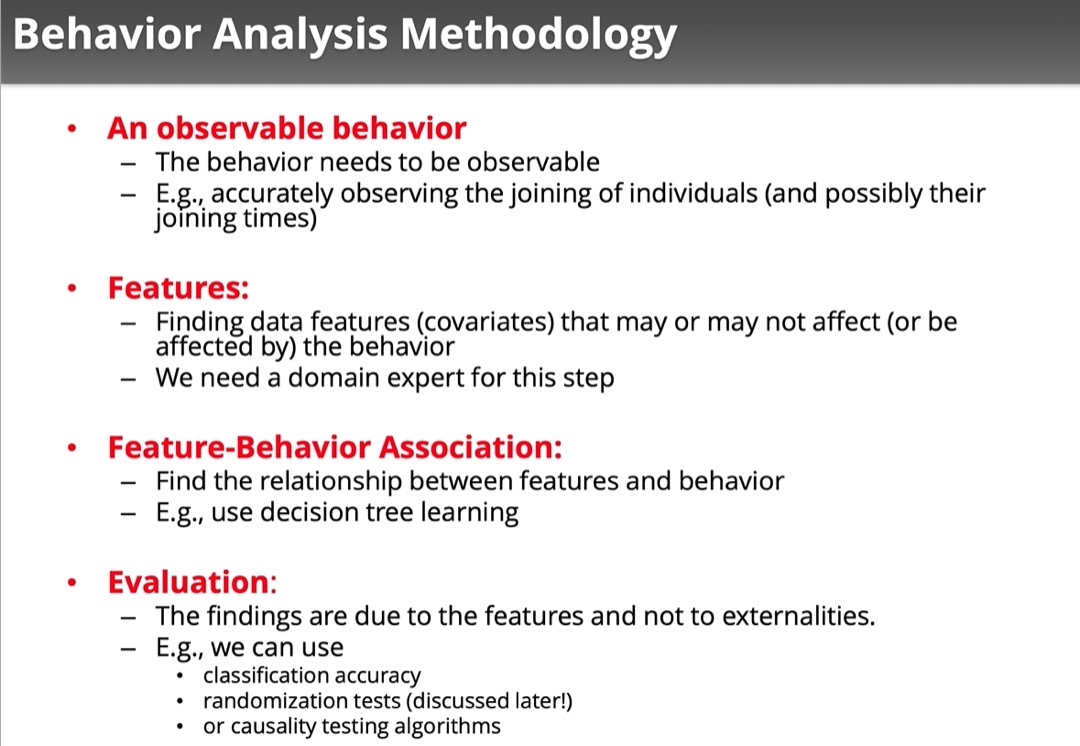 Behavior Analysis Methodology
• An observable behavior
– The behavior needs to be observable
– E.g., accurately observing the joining of individuals (and possibly their
joining times)
• Features:
– Finding data features (covariates) that may or may not affect (or be
affected by) the behavior
– We need a domain expert for this step
• Feature-Behavior Association:
– Find the relationship between features and behavior
– E.g., use decision tree learning
• Evaluation:
– The findings are due to the features and not to externalities.
– E.g., we can use
• classification accuracy
• randomization tests (discussed later!)
• or causality testing algorithms